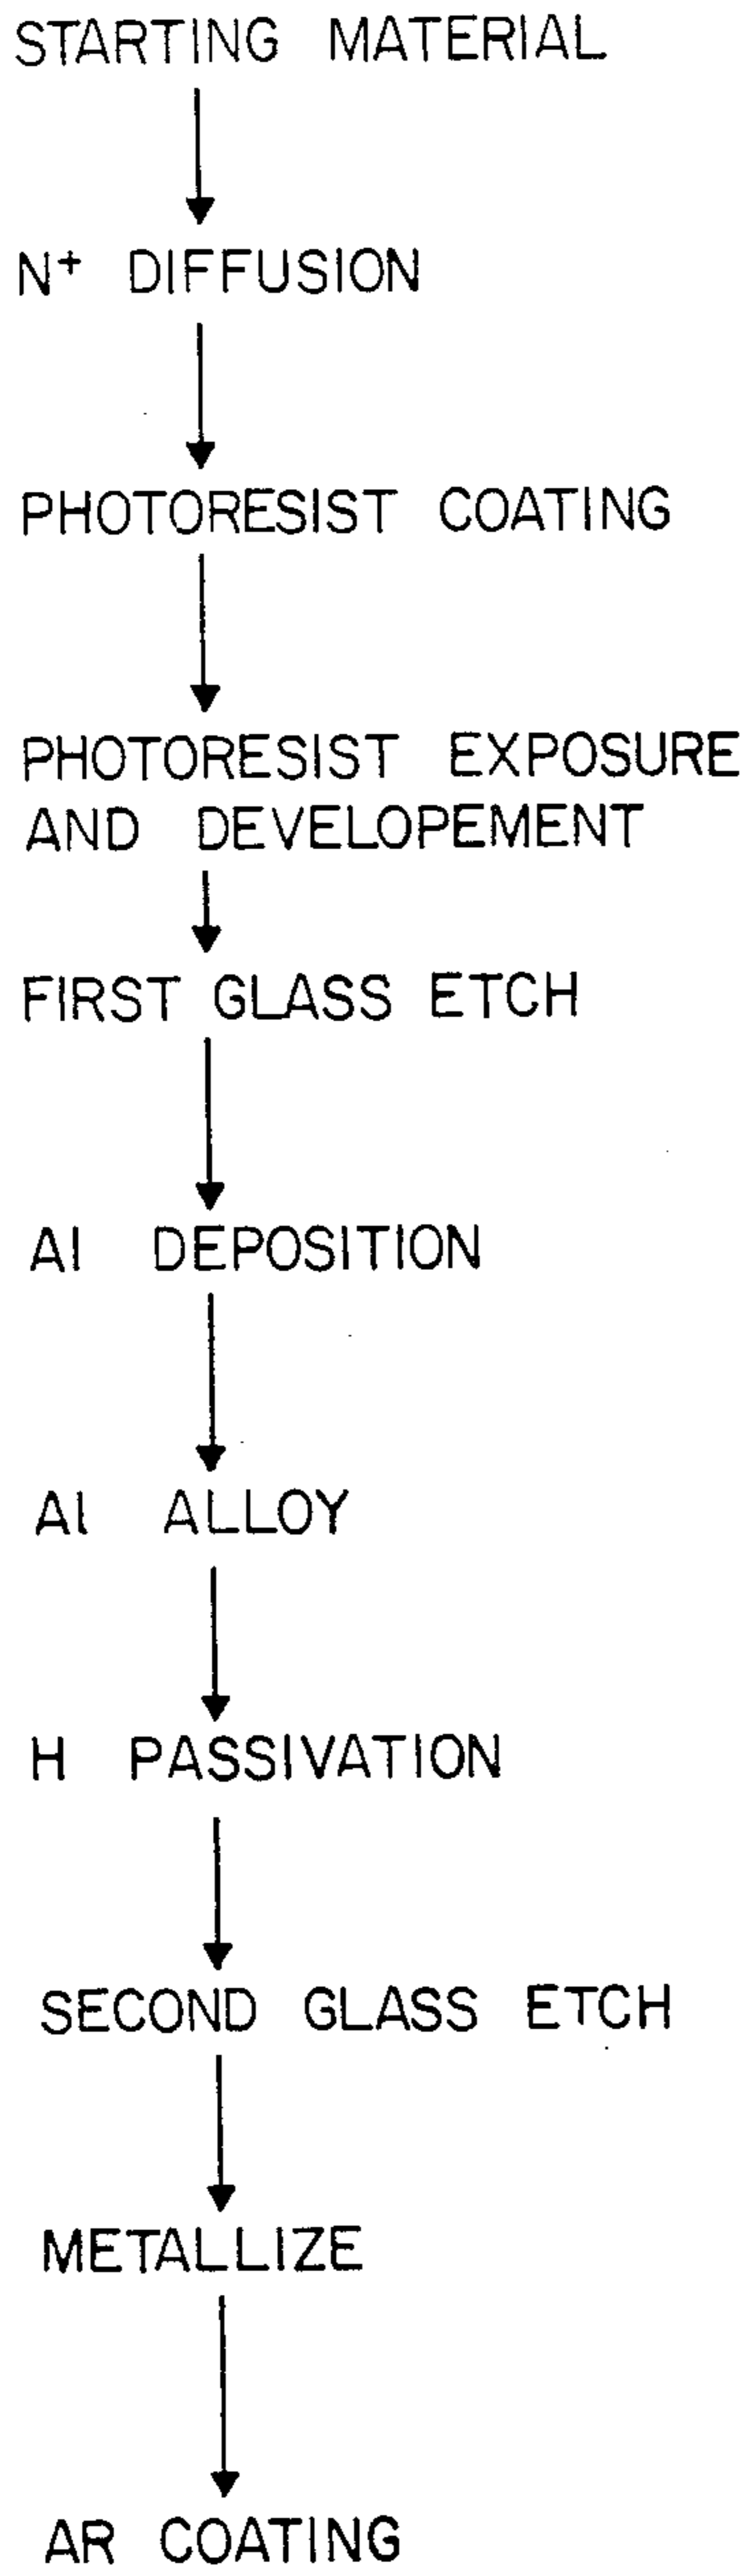 STARTING MATERIAL
N+ DIFFUSION
PHOTORESIST COATING
PHOTORESIST EXPOSURE
AND DEVELOPEMENT
FIRST GLASS ETCH
Al DEPOSITION
Al ALLOY
H PASSIVATION
SECOND GLASS ETCH
METALLIZE
AR COATING